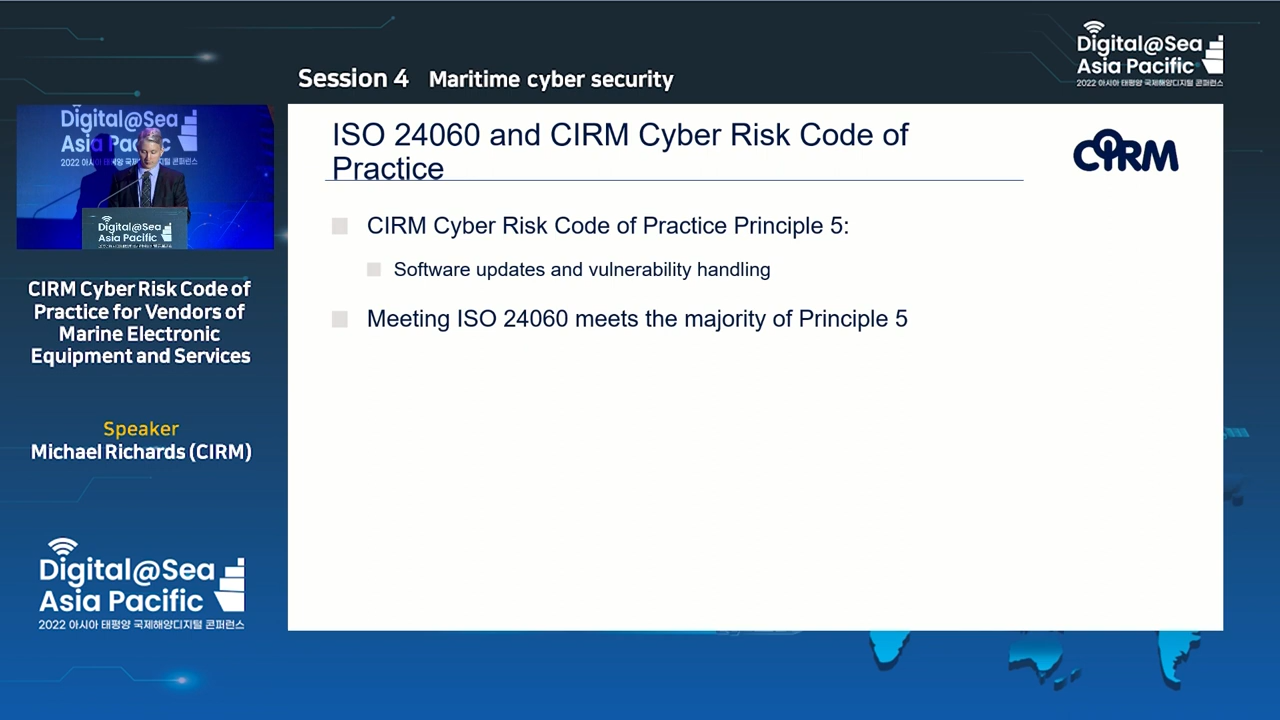 Digital@Sea
Asia Pacific
2022 아시아 태평양 국제해양디지털 콘퍼런스
Session 4 Maritime cyber security
Digital@Sea
Asia Pacific
2022 아시아 태평양 국제해양디지털 콘퍼런스
Digital@Sea
Asia Pacific
ISO 24060 and CIRM Cyber Risk Code of
Practice
CIRM
CIRM Cyber Risk Code of Practice Principle 5:
Software updates and vulnerability handling
Meeting ISO 24060 meets the majority of Principle 5
CIRM Cyber Risk Code of
Practice for Vendors of
Marine Electronic
Equipment and Services
Speaker
Michael Richards (CIRM)
Digital@Sea
Asia Pacific
2022 아시아 태평양 국제해양디지털 콘퍼런스